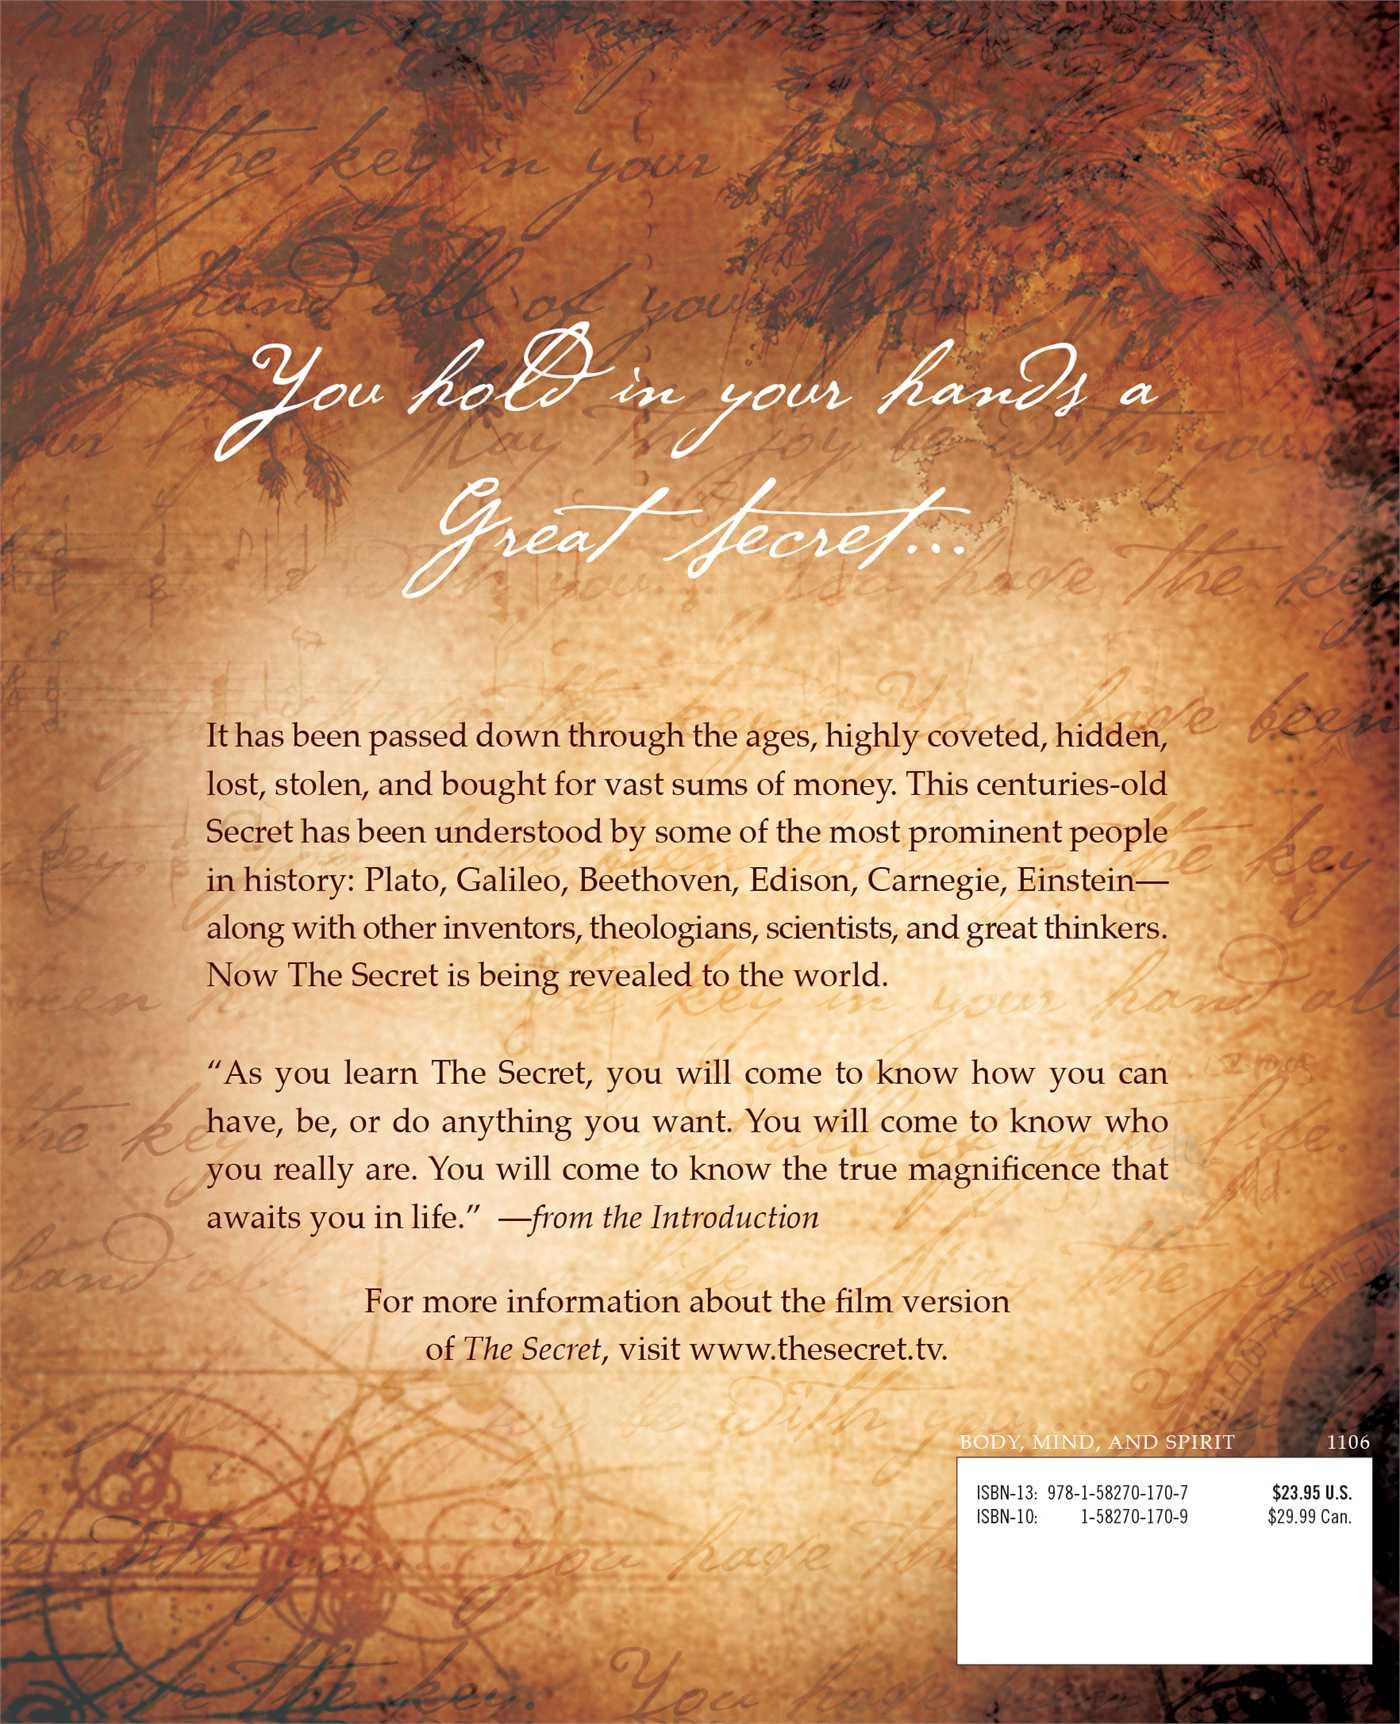 You hold in your hands a
Great Secret...
It has been passed down through the ages, highly coveted, hidden,
lost, stolen, and bought for vast sums of money. This centuries-old
Secret has been understood by some of the most prominent people
in history: Plato, Galileo, Beethoven, Edison, Carnegie, Einstein—
along with other inventors, theologians, scientists, and great thinkers.
Now The Secret is being revealed to the world.
“As you learn The Secret, you will come to know how you can
have, be, or do anything you want. You will come to know who
you really are. You will come to know the true magnificence that
awaits you in life.” —from the Introduction
For more information about the film version
of The Secret, visit www.thesecret.tv.
BODY, MIND, AND SPIRIT 1106
ISBN-13: 978-1-58270-170-7 $23.95 U.S.
ISBN-10: 1-58270-170-9 $29.99 Can.